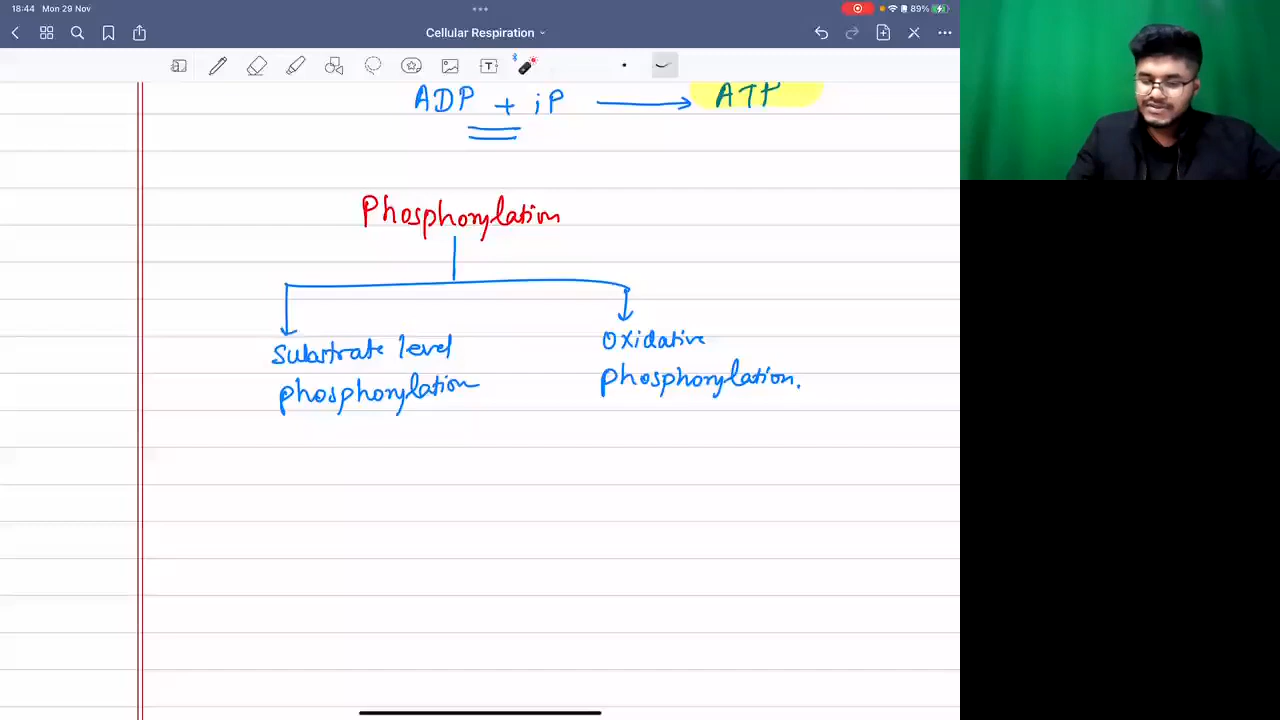 18:44 Mon 29 Nov
89%
Cellular Respiration
T
ADP + iP → ATP
Phosphorylation
Substrate level
phosphorylation
Oxidative
phosphorylation.